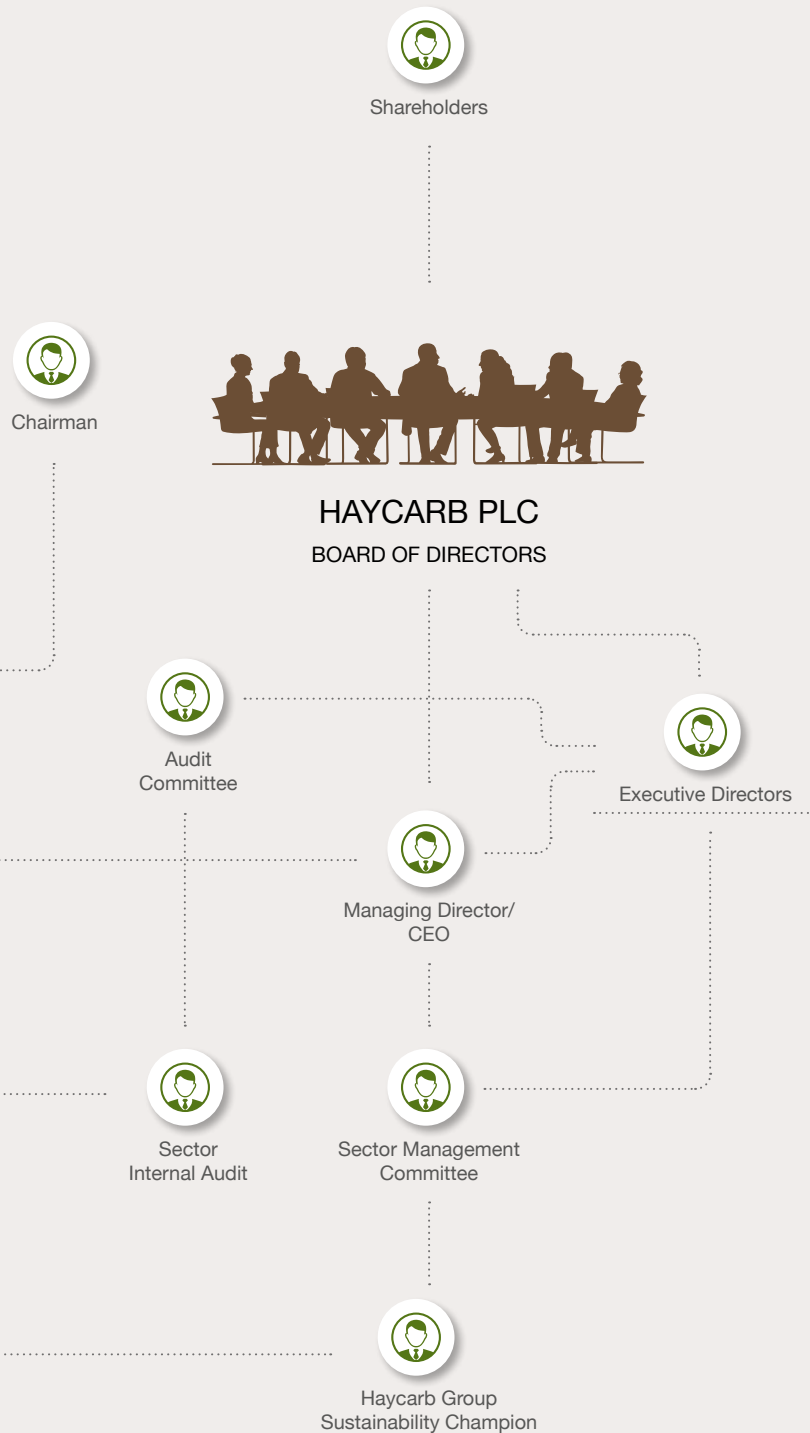 Shareholders
Chairman
HAYCARB PLC
BOARD OF DIRECTORS
Audit
Committee
Executive Directors
Managing Director/
CEO
Sector
Internal Audit
Sector Management
Committee
Haycarb Group
Sustainability Champion